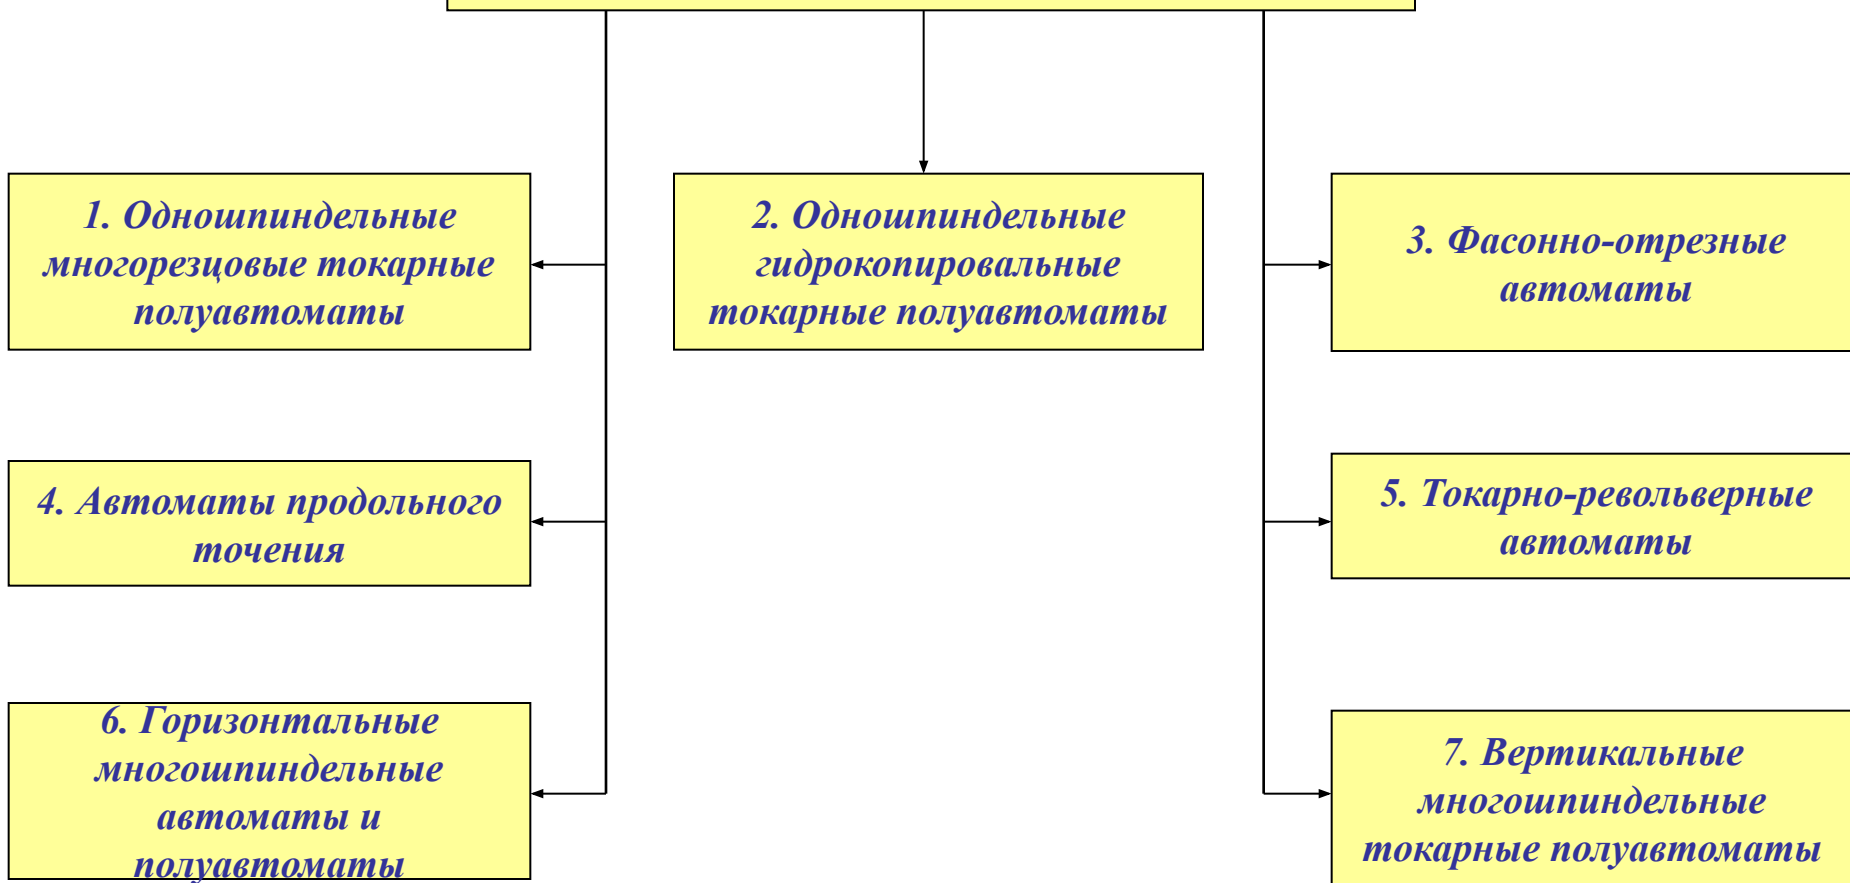 1. Одношпиндельные
многорезцовые токарные
полуавтоматы
2. Одношпиндельные
гидрокопировальные
токарные полуавтоматы
3. Фасонно-отрезные
автоматы
4. Автоматы продольного
точения
5. Токарно-револьверные
автоматы
6. Горизонтальные
многошпиндельные
автоматы и
полуавтоматы
7. Вертикальные
многошпиндельные
токарные полуавтоматы